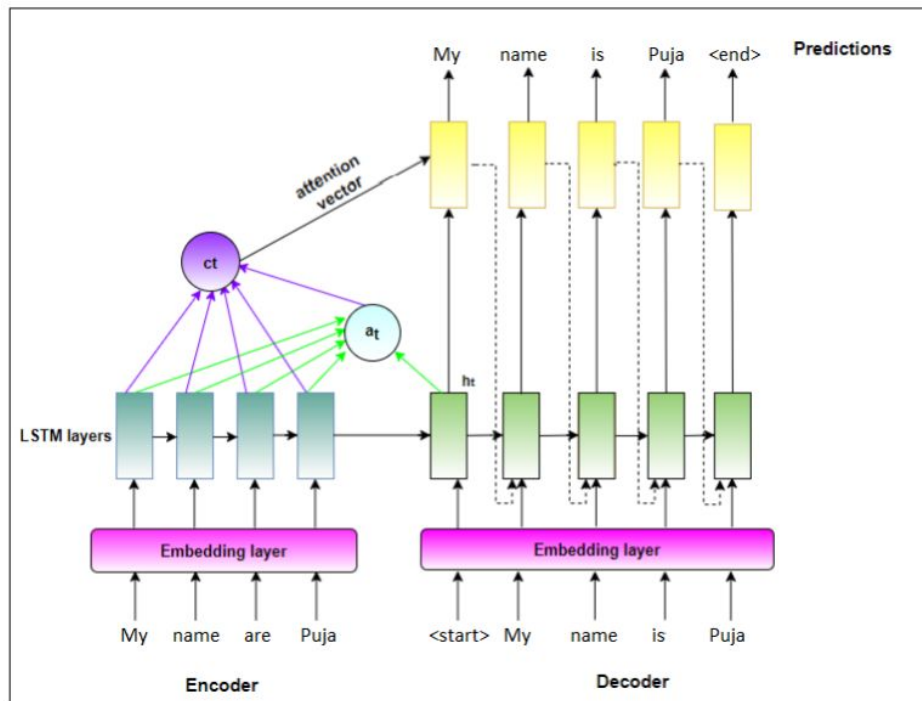 My name is Puja <end> Predictions
attention
vector
ct
at
ht
LSTM layers
Embedding layer Embedding layer
My name are Puja <start> My name is Puja
Encoder Decoder